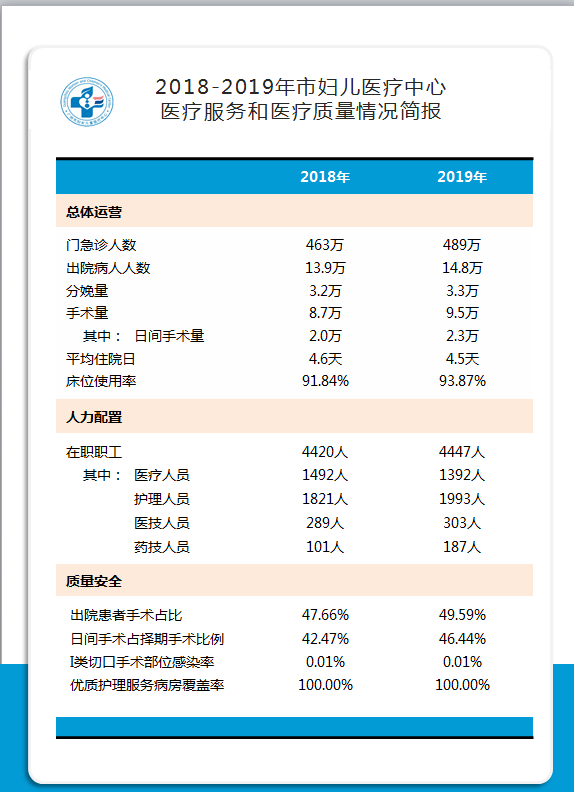 2018-2019年市妇儿医疗中心
医疗服务和医疗质量情况简报
2018年 2019年
总体运营
门急诊人数 463万 489万
出院病人人数 13.9万 14.8万
分娩量 3.2万 3.3万
手术量 8.7万 9.5万
其中： 日间手术量 2.0万 2.3万
平均住院日 4.6天 4.5天
床位使用率 91.84% 93.87%
人力配置
在职职工 4420人 4447人
其中： 医疗人员 1492人 1392人
护理人员 1821人 1993人
医技人员 289人 303人
药技人员 101人 187人
质量安全
出院患者手术占比 47.66% 49.59%
日间手术占择期手术比例 42.47% 46.44%
I类切口手术部位感染率 0.01% 0.01%
优质护理服务病房覆盖率 100.00% 100.00%